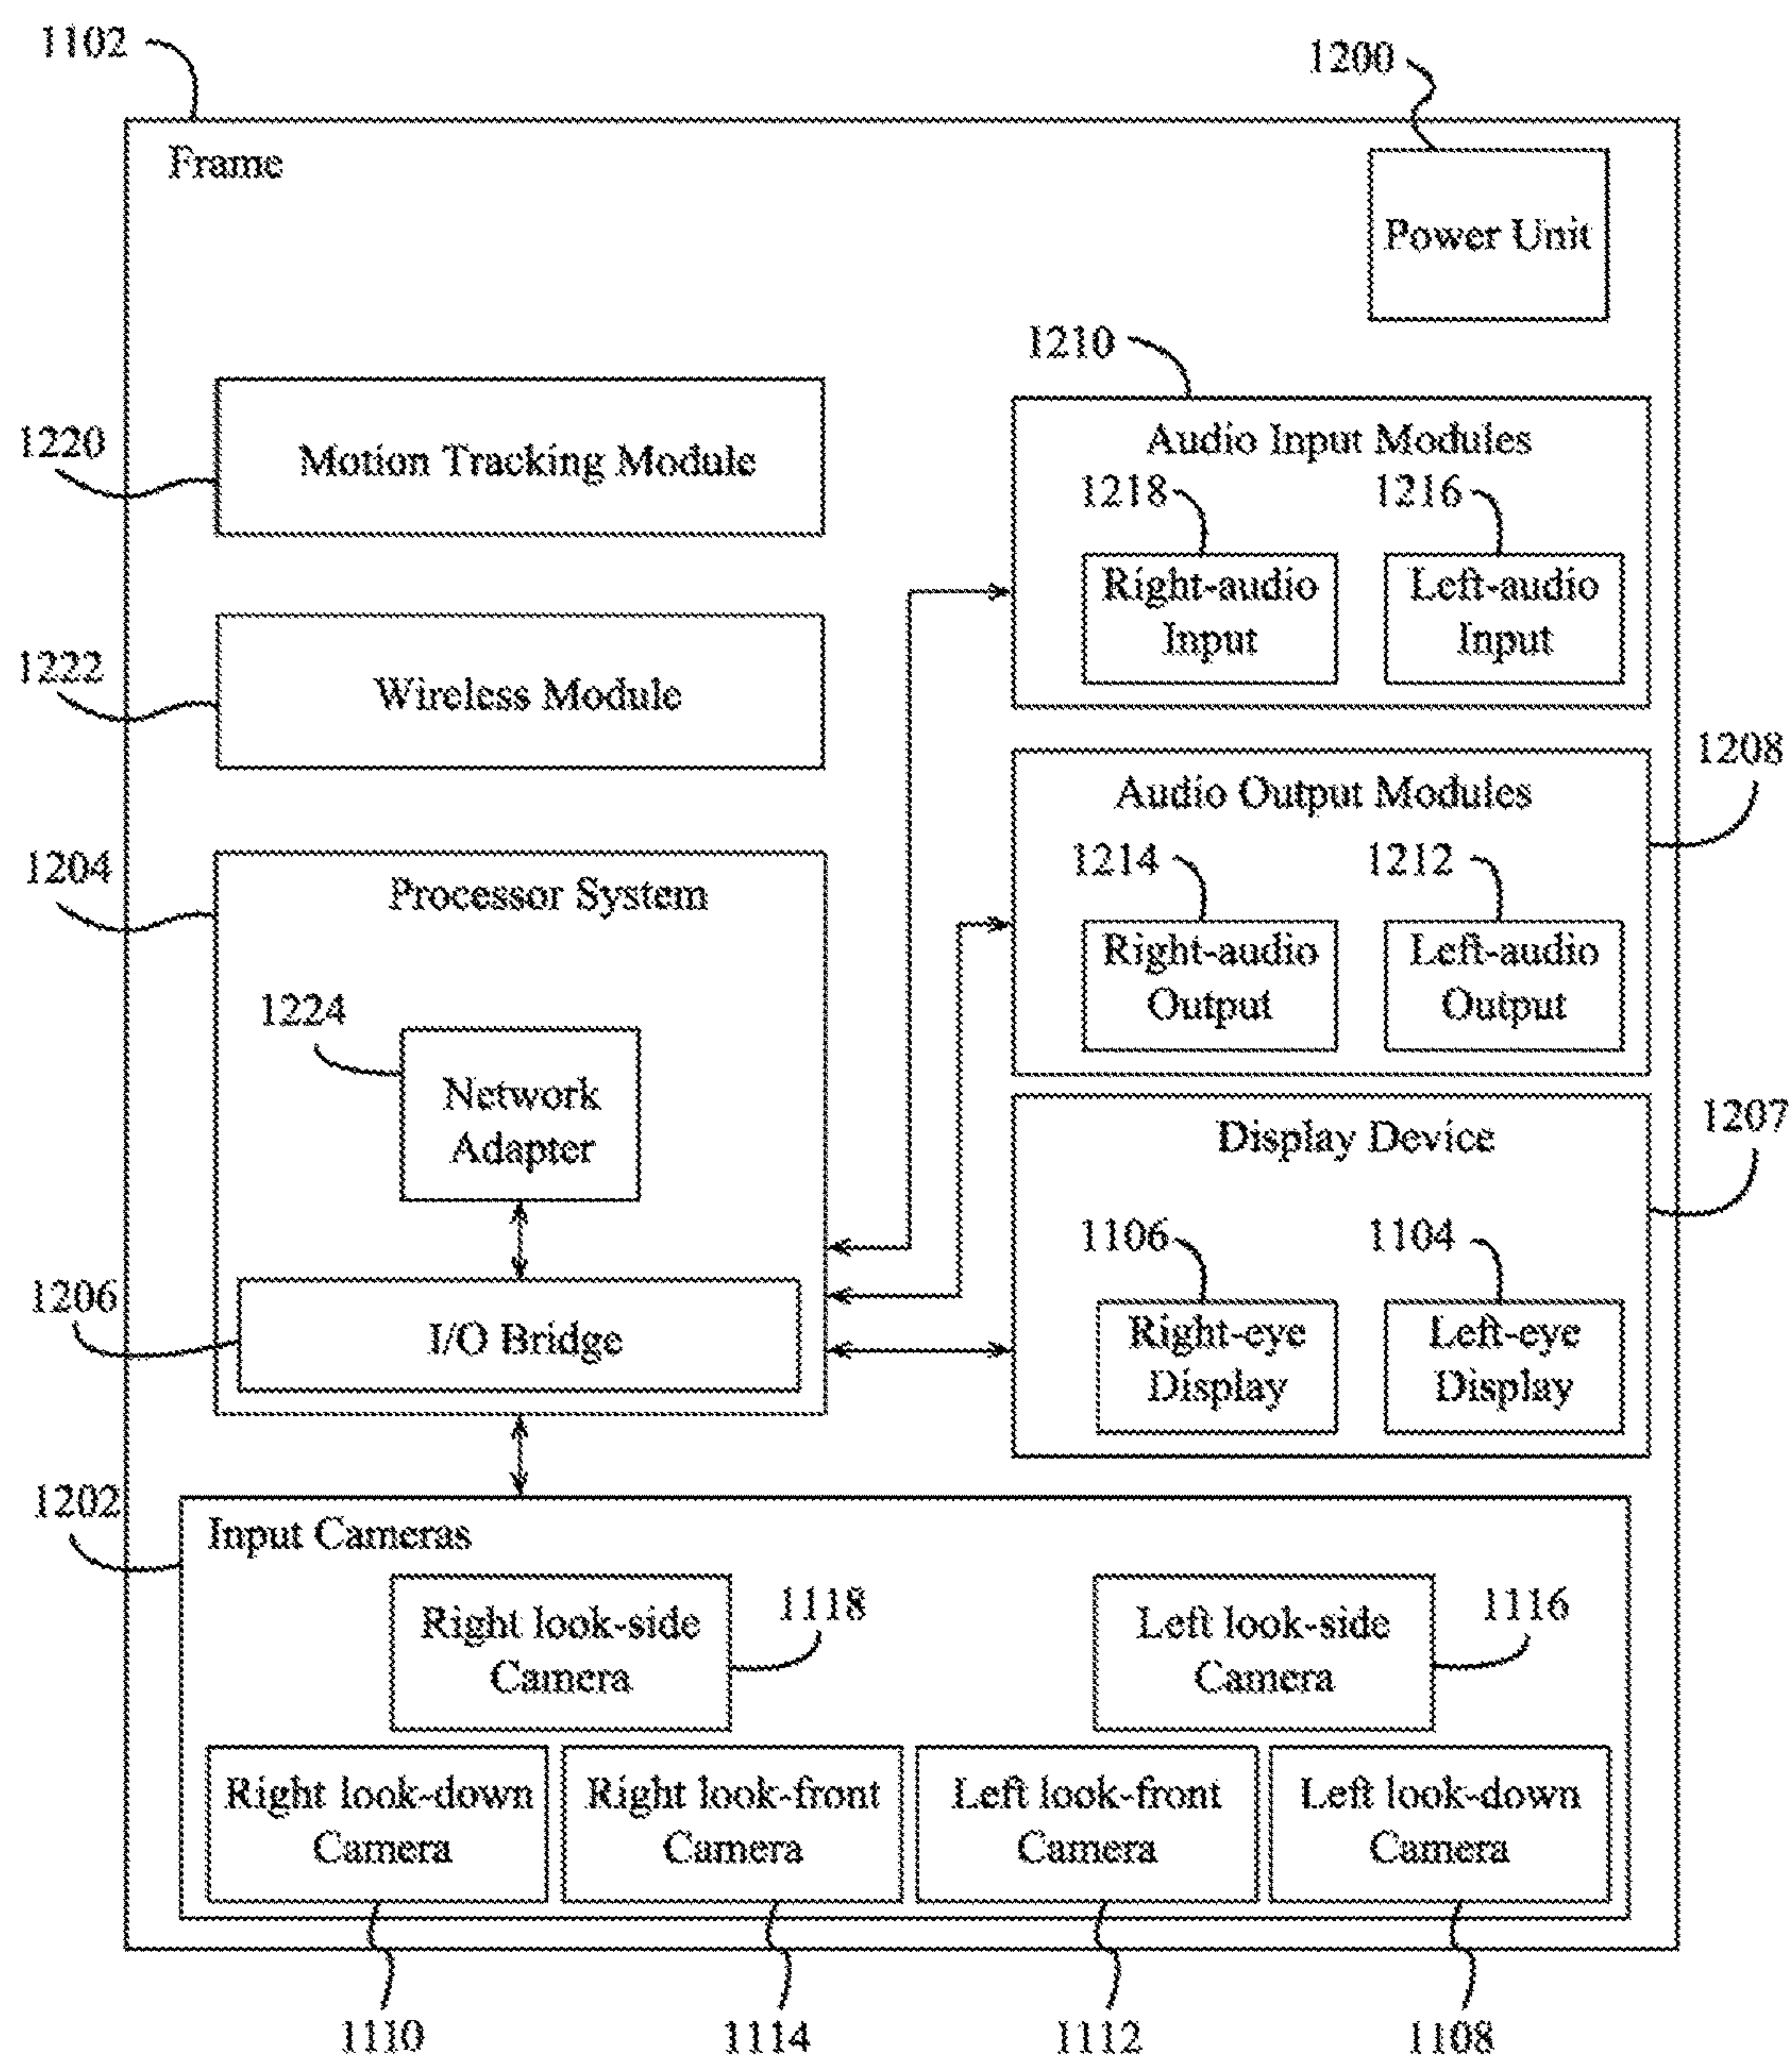 1102
1200
Frame
Power Unit
1210
1220
Motion Tracking Module
Audio Input Modules
1218
1216
Right-audio
Input
Left-audio
Input
1222
Wireless Module
1208
Audio Output Modules
1214
1212
Right-audio
Output
Left-audio
Output
1204
Processor System
1224
Network
Adapter
1207
Display Device
1106
1104
Right-eye
Display
Left-eye
Display
1206
I/O Bridge
1202
Input Cameras
Right look-side
Camera
1118
Left look-side
Camera
1116
Right look-down
Camera
Right look-front
Camera
Left look-front
Camera
Left look-down
Camera
1110
1114
1112
1108